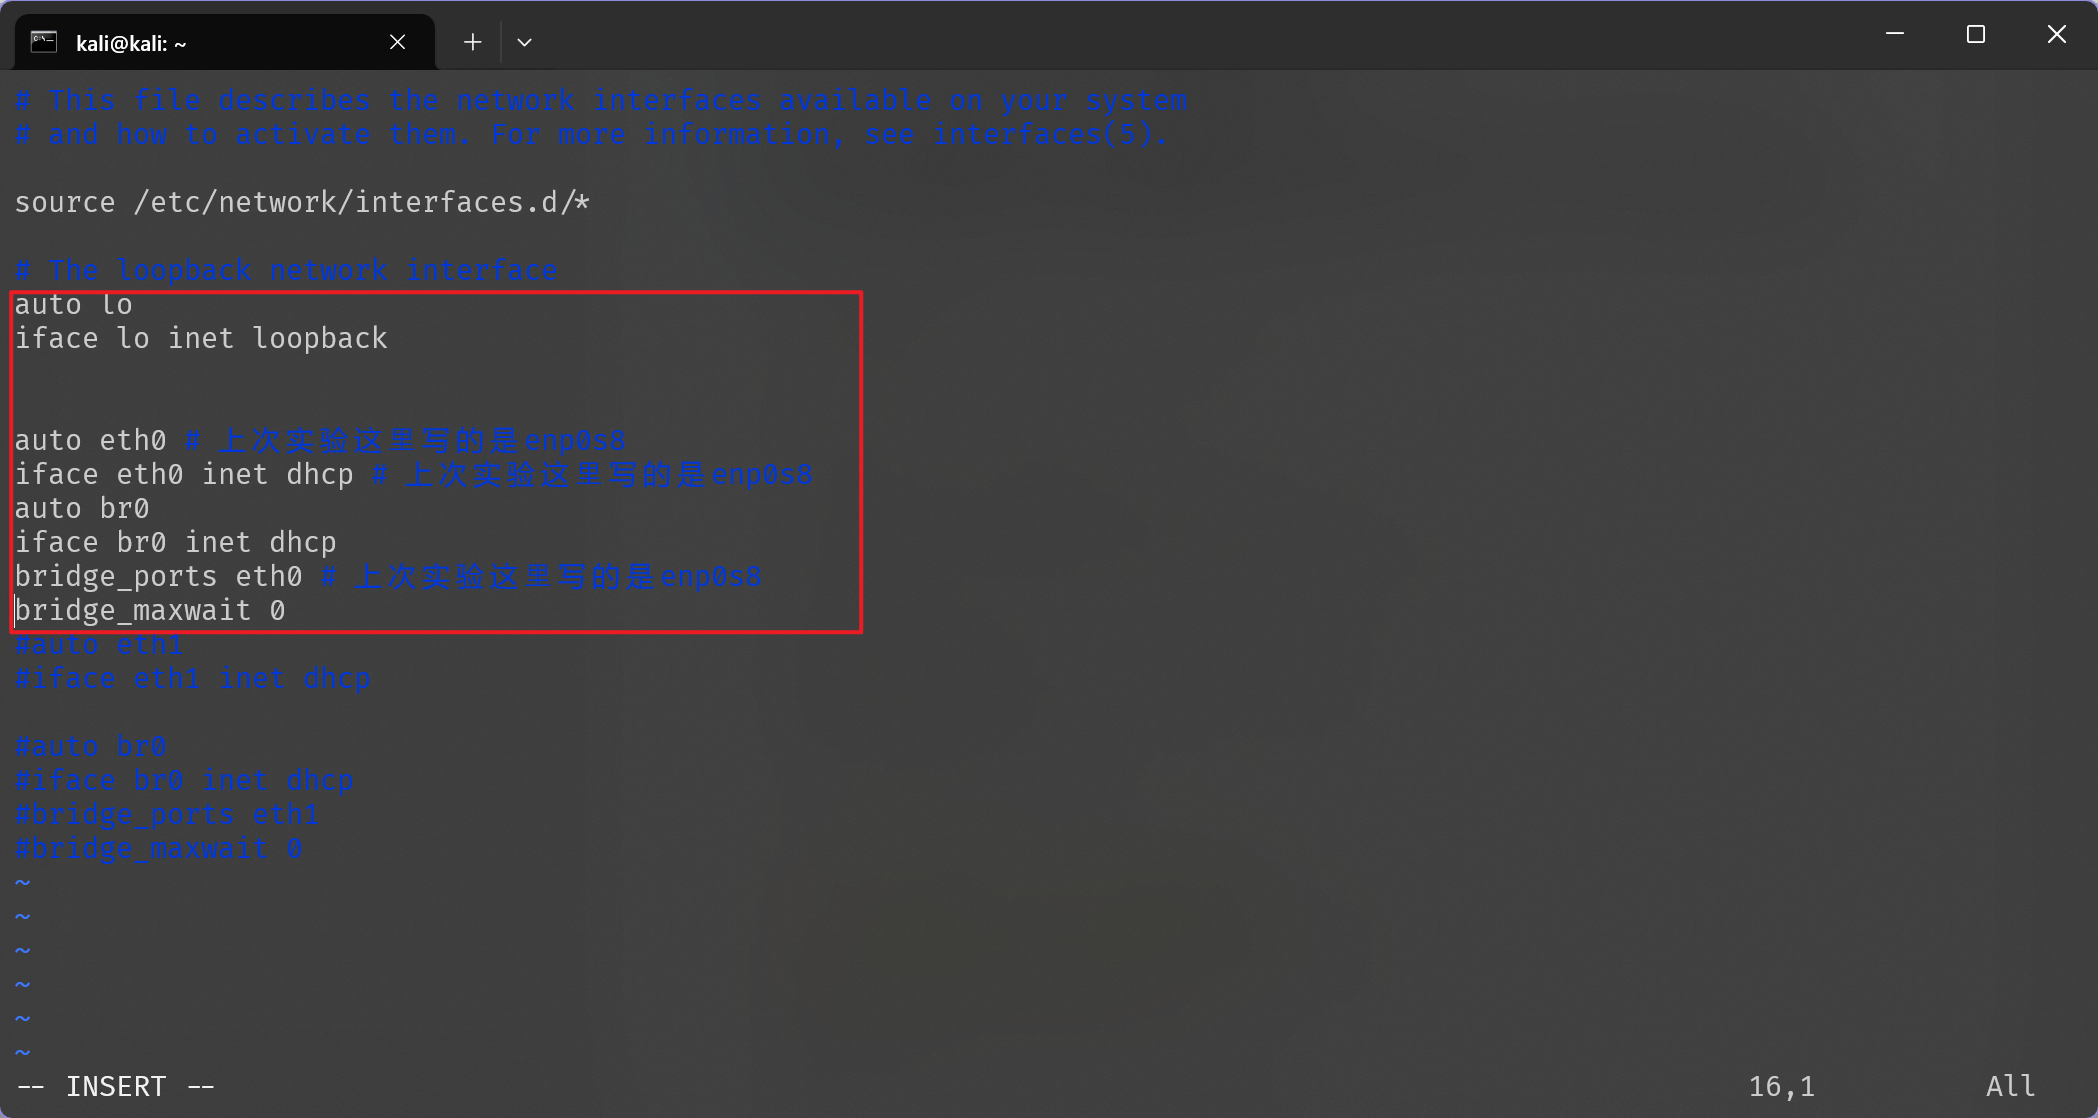 kali@kali: ~
# This file describes the network interfaces available on your system
# and how to activate them. For more information, see interfaces(5).
source /etc/network/interfaces.d/*
# The loopback network interface
auto lo
iface lo inet loopback
auto eth0 # 上次实验这里写的是enp0s8
iface eth0 inet dhcp # 上次实验这里写的是enp0s8
auto br0
iface br0 inet dhcp
bridge_ports eth0 # 上次实验这里写的是enp0s8
bridge_maxwait 0
#auto eth1
#iface eth1 inet dhcp
#auto br0
#iface br0 inet dhcp
#bridge_ports eth1
#bridge_maxwait 0
~
~
~
~
~
~
-- INSERT -- 16,1 All